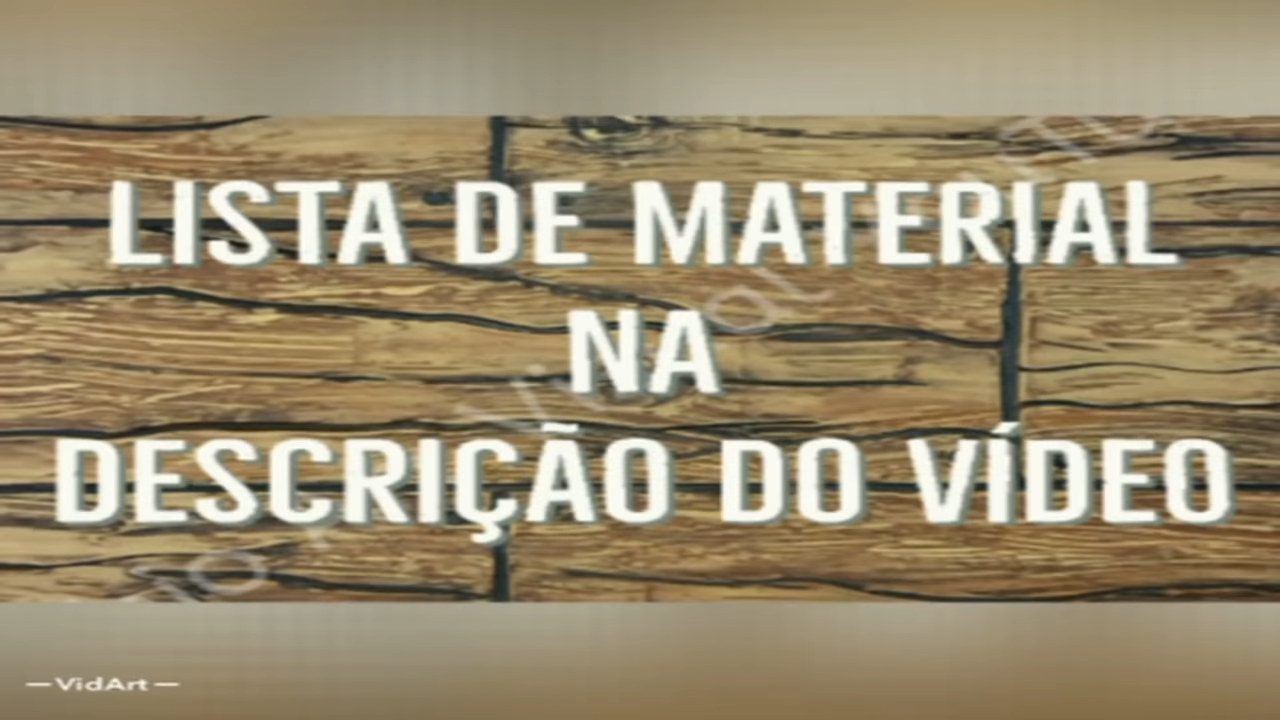 LISTA DE MATERIAL
NA
DESCRIÇÃO DO VÍDEO
—VidArt—